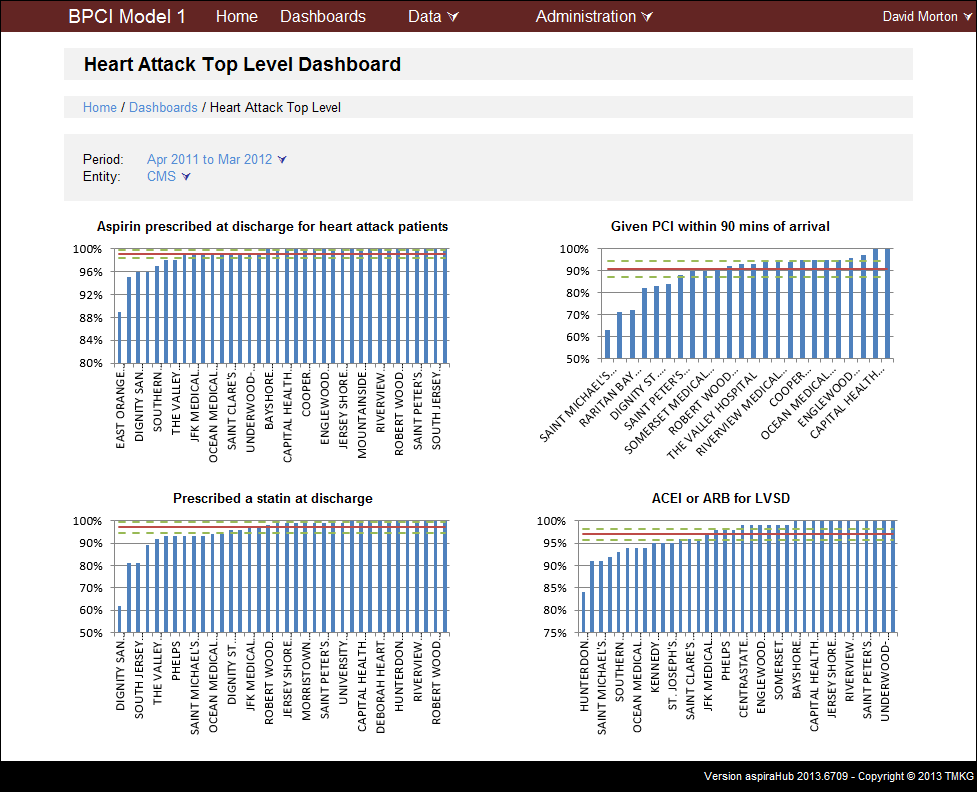 BPCI Model 1 Home Dashboards Data Administration David Morton
Heart Attack Top Level Dashboard
Home / Dashboards / Heart Attack Top Level
Period: Apr 2011 to Mar 2012
Entity: CMS
Aspirin prescribed at discharge for heart attack patients
100%
96%
92%
88%
84%
80%
EAST ORANGE...
DIGNITY SAN...
SOUTHERN...
THE VALLEY...
JFK MEDICAL...
OCEAN MEDICAL...
SAINT CLARE'S...
UNDERWOOD-...
BAYSHORE...
CAPITAL HEALTH...
COOPER...
ENGLEWOOD...
JERSEY SHORE...
MOUNTAINSIDE...
RIVERVIEW...
ROBERT WOOD...
SAINT PETER'S...
SOUTH JERSEY...
Given PCI within 90 mins of arrival
100%
90%
80%
70%
60%
50%
SAINT MICHAEL'S...
RARITAN BAY...
DIGNITY ST....
SAINT PETER'S...
SOMERSET MEDICAL...
ROBERT WOOD...
THE VALLEY HOSPITAL
RIVERVIEW MEDICAL...
COOPER...
OCEAN MEDICAL...
ENGLEWOOD...
CAPITAL HEALTH...
Prescribed a statin at discharge
100%
90%
80%
70%
60%
50%
DIGNITY SAN...
SOUTH JERSEY...
THE VALLEY...
PHELPS
SAINT MICHAEL'S...
OCEAN MEDICAL...
DIGNITY ST....
JFK MEDICAL...
ROBERT WOOD...
JERSEY SHORE...
MORRISTOWN...
SAINT PETER'S...
UNIVERSITY...
CAPITAL HEALTH...
DEBORAH HEART...
HUNTERDON...
RIVERVIEW...
ROBERT WOOD...
ACEI or ARB for LVSD
100%
95%
90%
85%
80%
75%
HUNTERDON...
SAINT MICHAEL'S...
SOUTHERN...
OCEAN MEDICAL...
KENNEDY...
ST. JOSEPH'S...
SAINT CLARE'S...
JFK MEDICAL...
PHELPS
CENTRASTATE...
ENGLEWOOD...
SOMERSET...
BAYSHORE...
CAPITAL HEALTH...
JERSEY SHORE...
RIVERVIEW...
SAINT PETER'S...
UNDERWOOD-...
Version aspiraHub 2013.6709 - Copyright © 2013 TMKG